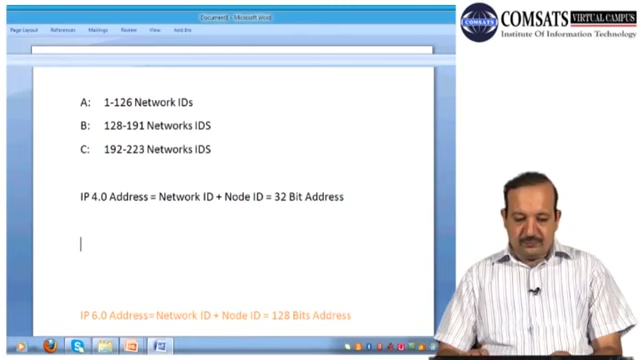 Document1 - Microsoft Word
Page Layout References Mailings Review View Add-Ins
COMSATS VIRTUAL CAMPUS
Institute Of Information Technology
A: 1-126 Network IDs
B: 128-191 Networks IDS
C: 192-223 Networks IDS
IP 4.0 Address = Network ID + Node ID = 32 Bit Address
IP 6.0 Address= Network ID + Node ID = 128 Bits Address